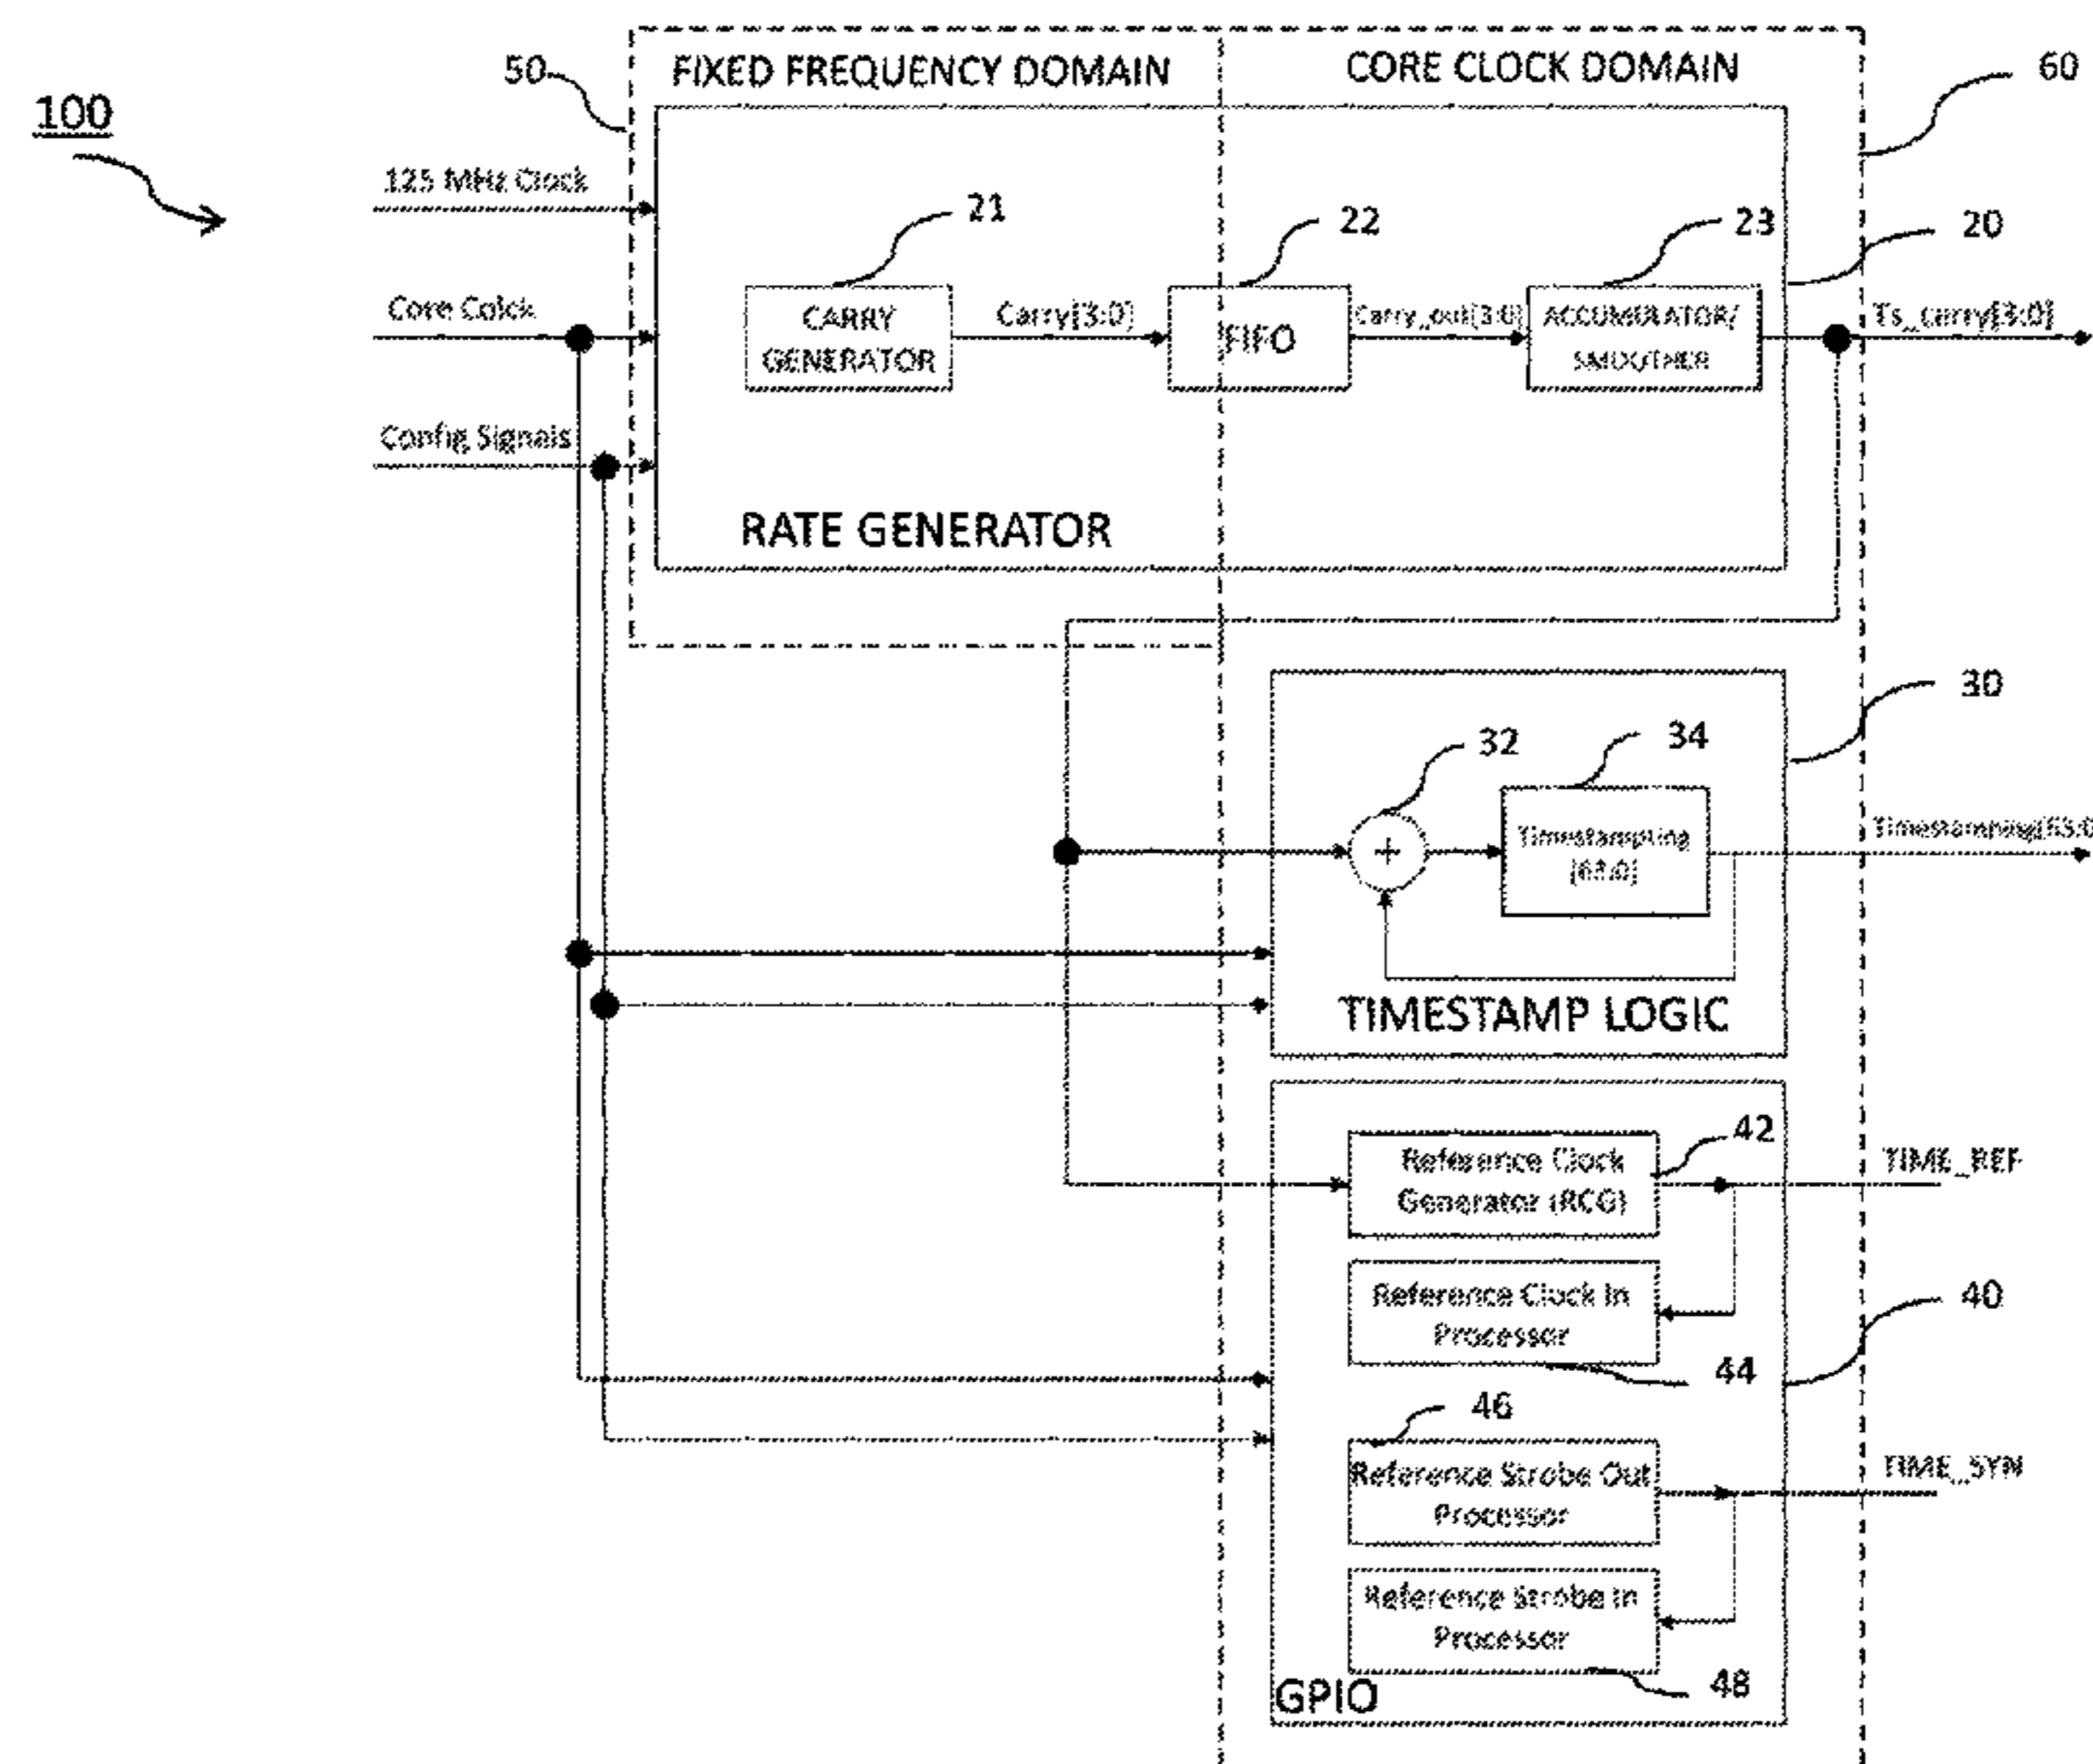 100
50
FIXED FREQUENCY DOMAIN
CORE CLOCK DOMAIN
60
125 MHz Clock
21
22
23
20
Core Colck
CARRY
GENERATOR
Carry[3:0]
FIFO
Carry_out[3:0]
ACCUMULATOR/
SMOOTHER
Ts_carry[3:0]
Config Signals
RATE GENERATOR
30
32
34
+
Timestampting
[63:0]
Timestamping[63:0
TIMESTAMP LOGIC
42
Reference Clock
Generator (RCG)
TIME_REF
Reference Clock In
Processor
40
44
46
Reference Strobe Out
Processor
TIME_SYN
Reference Strobe In
Processor
48
GPIO